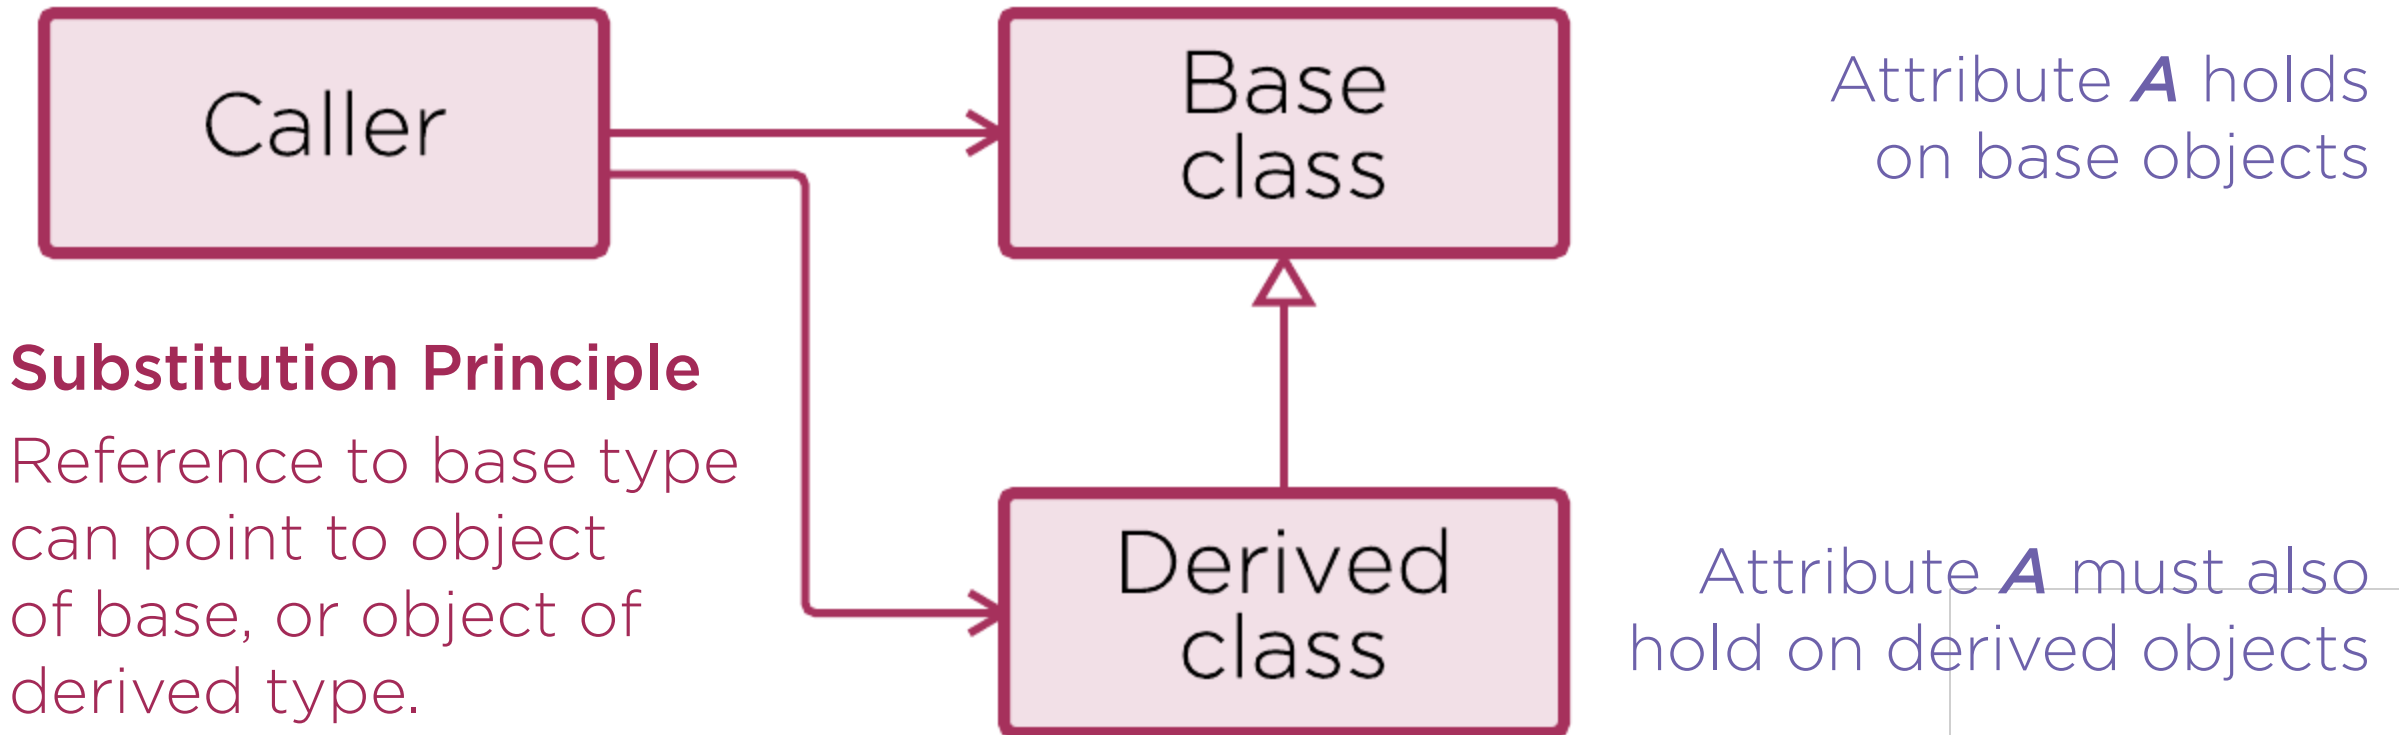 Caller
Base
class
Attribute A holds
on base objects
Substitution Principle
Reference to base type
can point to object
of base, or object of
derived type.
Derived
class
Attribute A must also
hold on derived objects